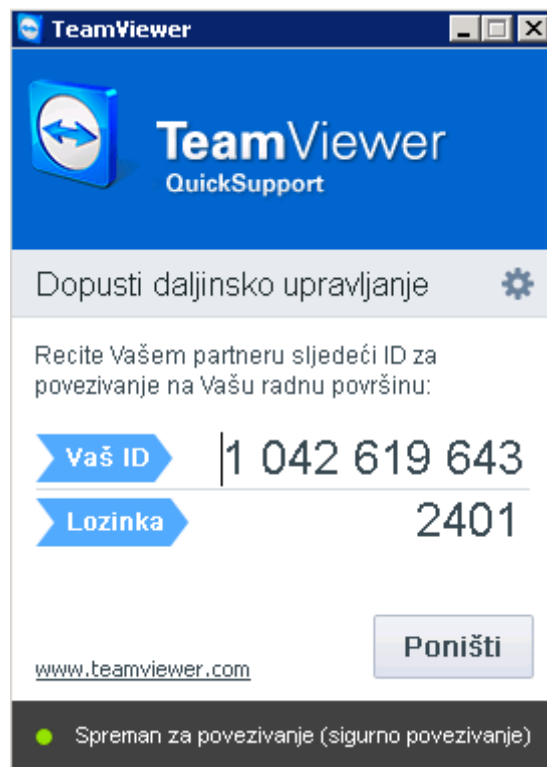 TeamViewer
TeamViewer
QuickSupport
Dopusti daljinsko upravljanje
Recite Vašem partneru sljedeći ID za
povezivanje na Vašu radnu površinu:
Vaš ID 1 042 619 643
Lozinka 2401
Poništi
www.teamviewer.com
Spreman za povezivanje (sigurno povezivanje)